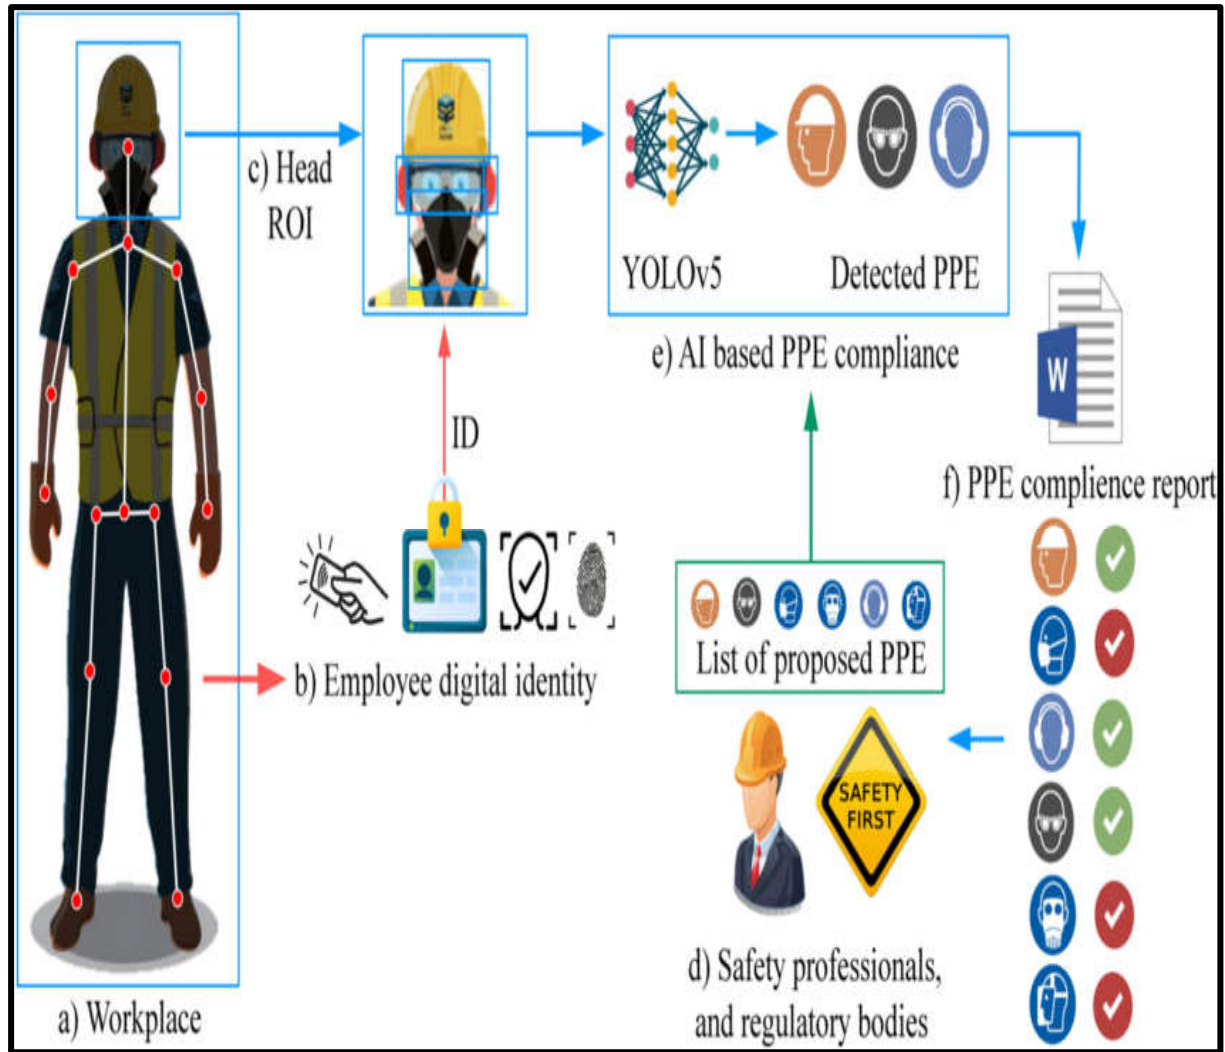 c) Head
ROI
YOLOv5
Detected PPE
e) AI based PPE compliance
W
ID
f) PPE complience report
List of proposed PPE
b) Employee digital identity
SAFETY
FIRST
d) Safety professionals,
and regulatory bodies
a) Workplace